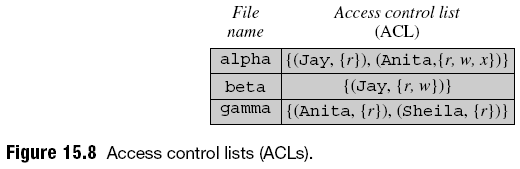 File name
Access control list (ACL)
alpha {(Jay, {r}), (Anita,{r, w, x})}
beta {(Jay, {r, w})}
gamma {(Anita, {r}), (Sheila, {r})}
Figure 15.8 Access control lists (ACLs).